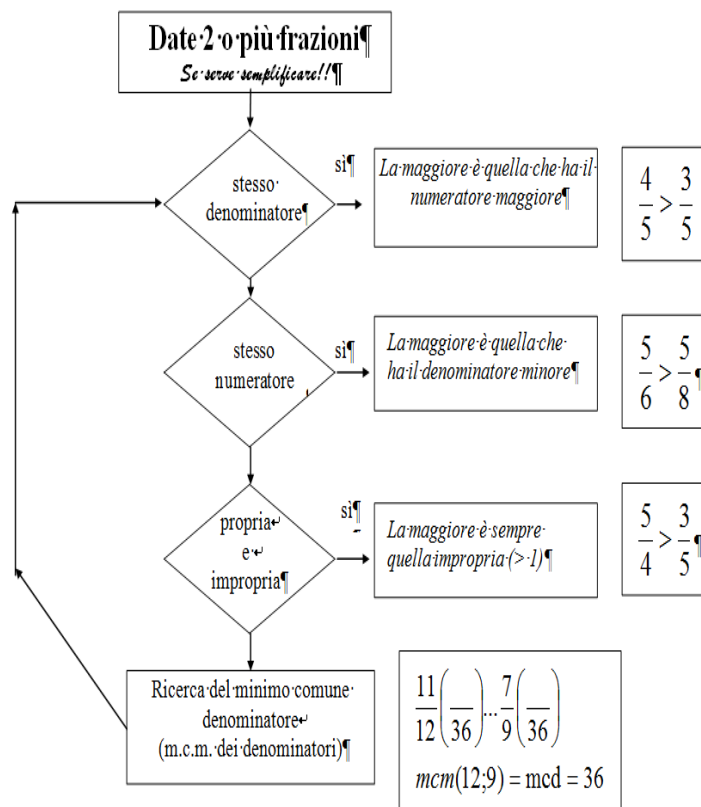 Date·2·o·più·frazioni¶
Se·serve·semplificare!!¶
stesso·
denominatore¶
sì¶
La·maggiore·è·quella·che·ha·il·
numeratore·maggiore¶
4/5 > 3/5
stesso
numeratore
sì¶
La·maggiore·è·quella·che·
ha·il·denominatore·minore¶
5/6 > 5/8 ¶
propria↵
e·↵
impropria¶
sì¶
La·maggiore·è·sempre·
quella·impropria·(>·1)¶
5/4 > 3/5 ¶
Ricerca·del·minimo·comune·
denominatore↵
(m.c.m.·dei·denominatori)¶
11/12 ( /36)... 7/9 ( /36)
mcm(12;9) = mcd = 36